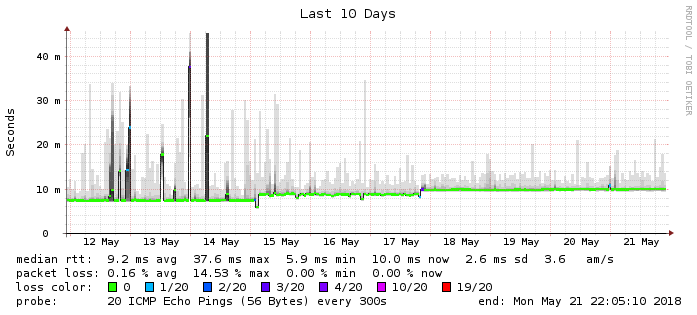 Last 10 Days
RRDTOOL / TOBI OETIKER
Seconds
40 m
30 m
20 m
10 m
0
12 May 13 May 14 May 15 May 16 May 17 May 18 May 19 May 20 May 21 May
median rtt: 9.2 ms avg 37.6 ms max 5.9 ms min 10.0 ms now 2.6 ms sd 3.6 am/s
packet loss: 0.16 % avg 14.53 % max 0.00 % min 0.00 % now
loss color: 0 1/20 2/20 3/20 4/20 10/20 19/20
probe: 20 ICMP Echo Pings (56 Bytes) every 300s end: Mon May 21 22:05:10 2018